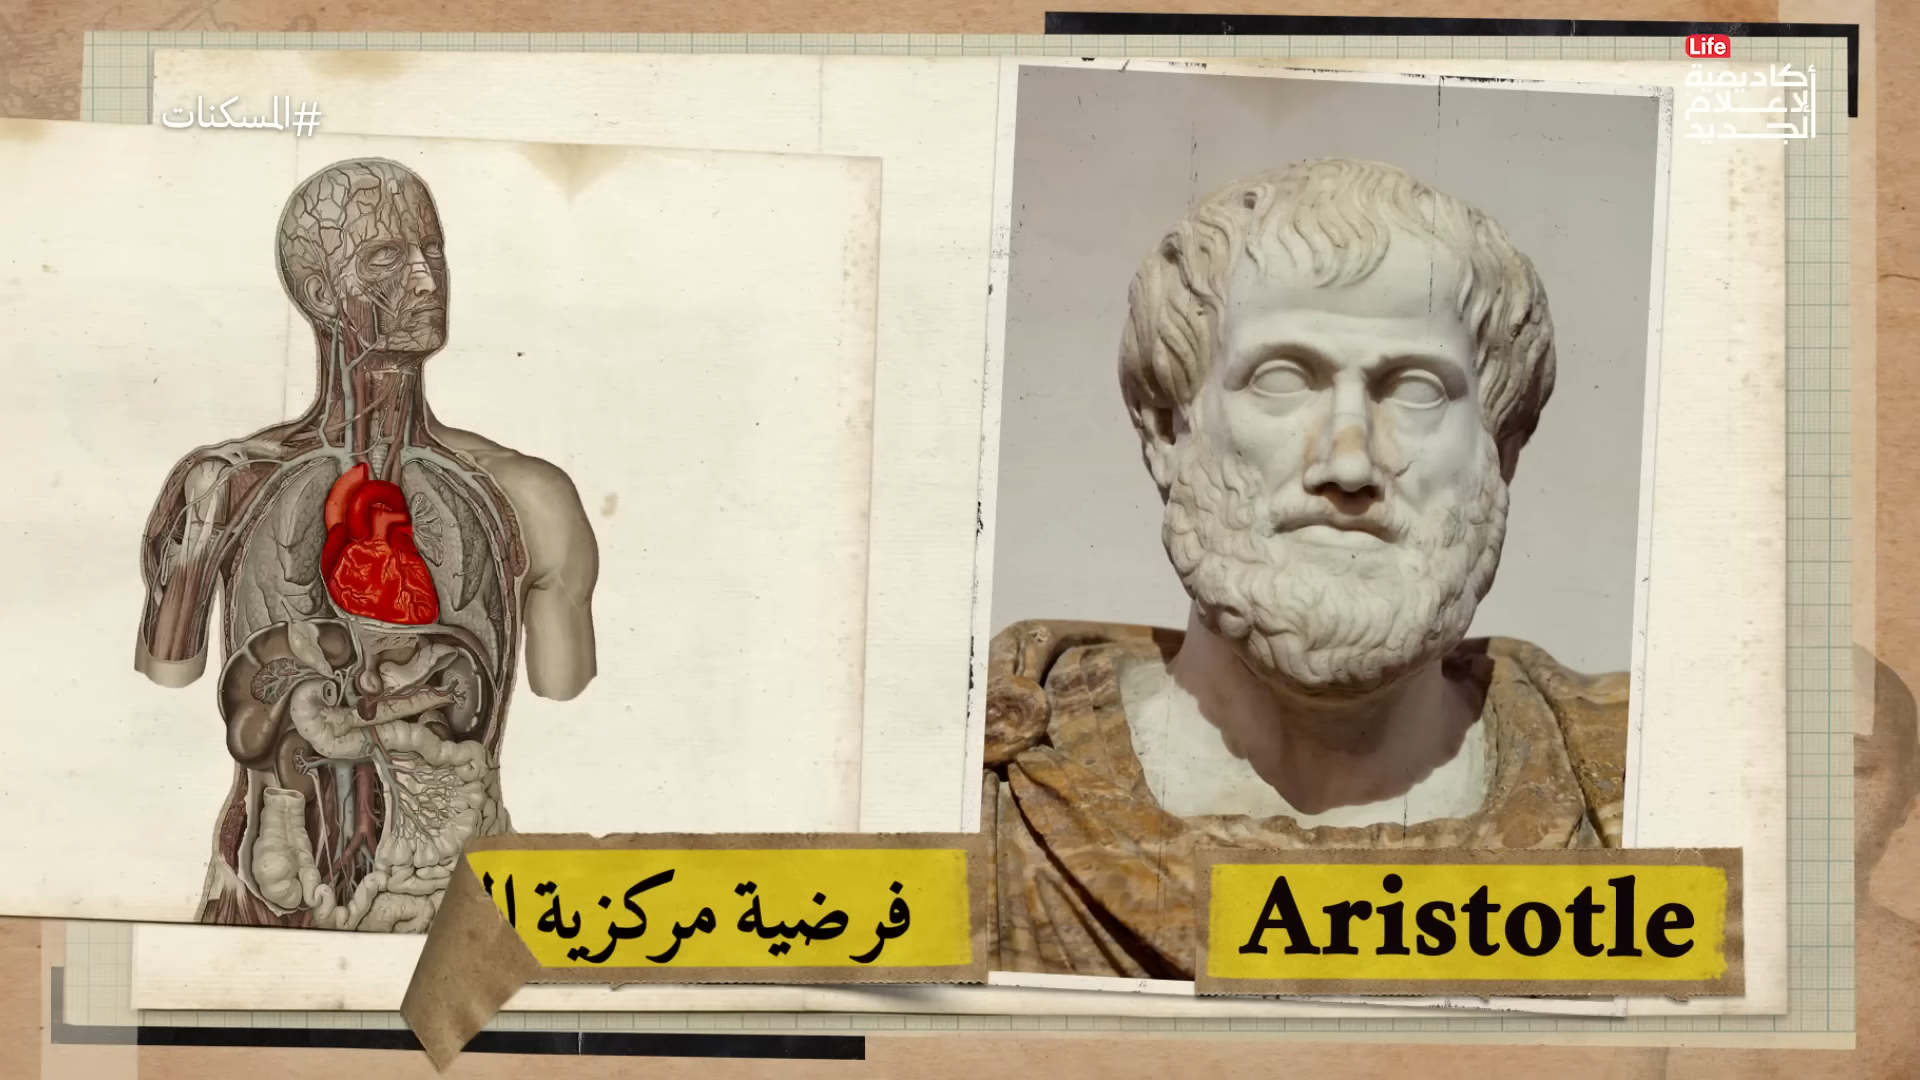 Life
أكاديمية
الإعلام
الجديد
#المسكنات
فرضية مركزية
Aristotle